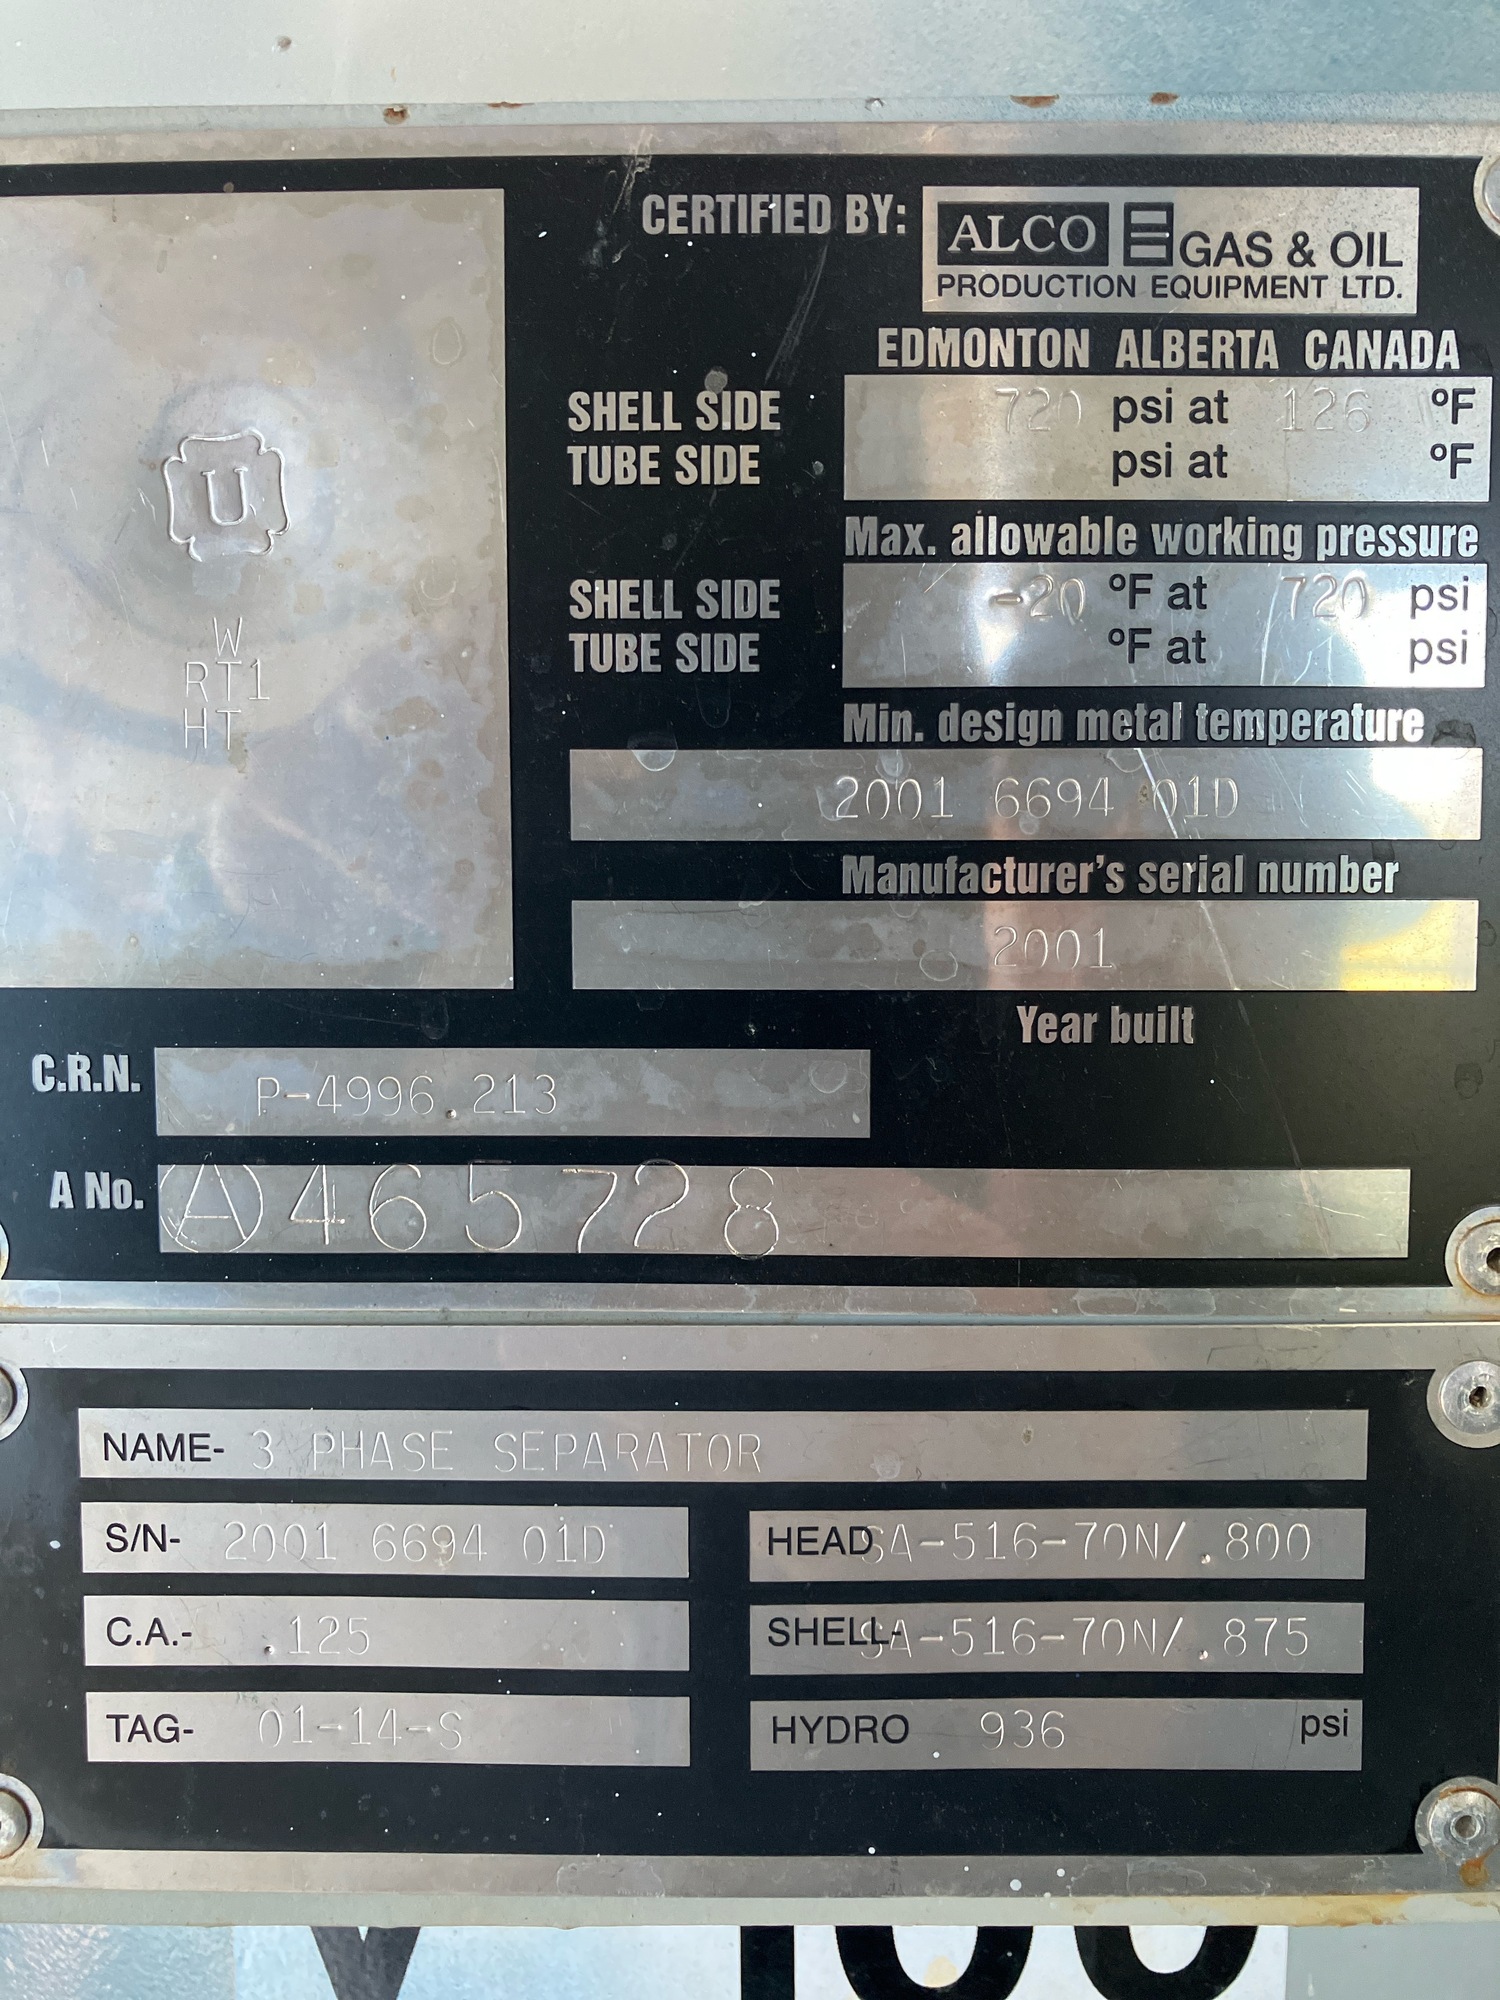 CERTIFIED BY: ALCO GAS & OIL
PRODUCTION EQUIPMENT LTD.
EDMONTON ALBERTA CANADA
SHELL SIDE 720 psi at 126 °F
TUBE SIDE psi at °F
Max. allowable working pressure
SHELL SIDE -20 °F at 720 psi
TUBE SIDE °F at psi
Min. design metal temperature
U
W
RT1
HT
2001 6694 01D
Manufacturer's serial number
2001
Year built
C.R.N. P-4996.213
A No. A 465728
NAME- 3 PHASE SEPARATOR
S/N- 2001 6694 01D
HEAD SA-516-70N/.800
C.A.- .125
SHELL- SA-516-70N/.875
TAG- 01-14-S
HYDRO 936 psi